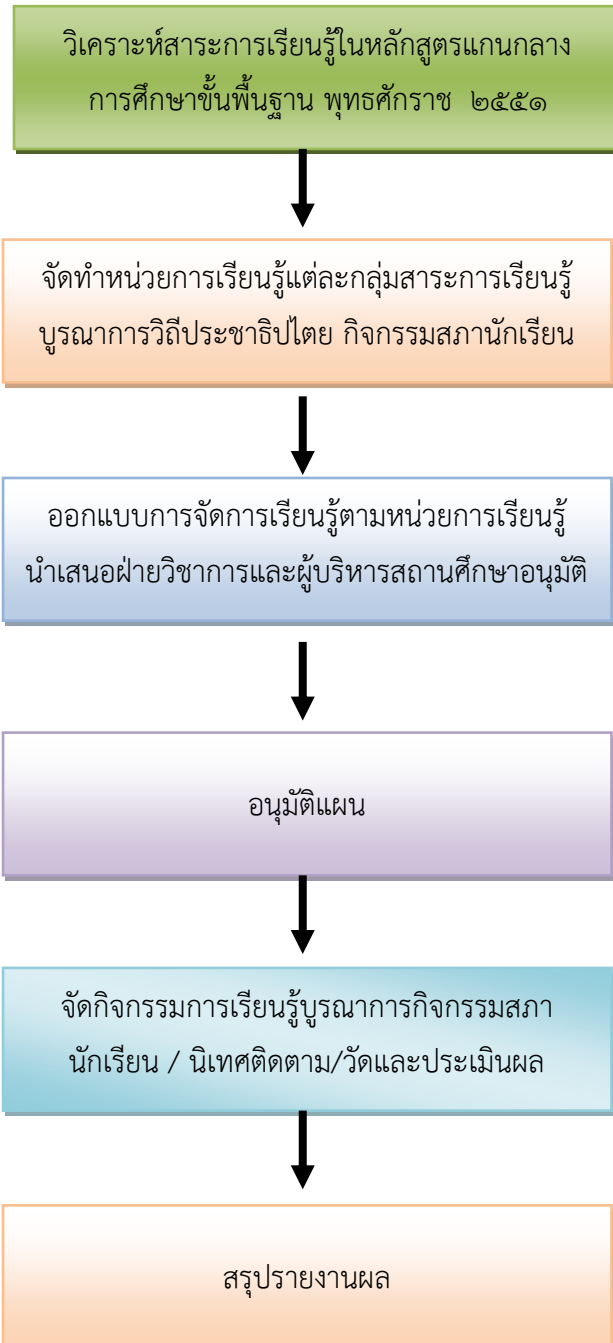 วิเคราะห์สาระการเรียนรู้ในหลักสูตรแกนกลาง
การศึกษาขั้นพื้นฐาน พุทธศักราช ๒๕๕๑
จัดทำหน่วยการเรียนรู้แต่ละกลุ่มสาระการเรียนรู้
บูรณาการวิถีประชาธิปไตย กิจกรรมสภานักเรียน
ออกแบบการจัดการเรียนรู้ตามหน่วยการเรียนรู้
นำเสนอฝ่ายวิชาการและผู้บริหารสถานศึกษาอนุมัติ
อนุมัติแผน
จัดกิจกรรมการเรียนรู้บูรณาการกิจกรรมสภา
นักเรียน / นิเทศติดตาม/วัดและประเมินผล
สรุปรายงานผล